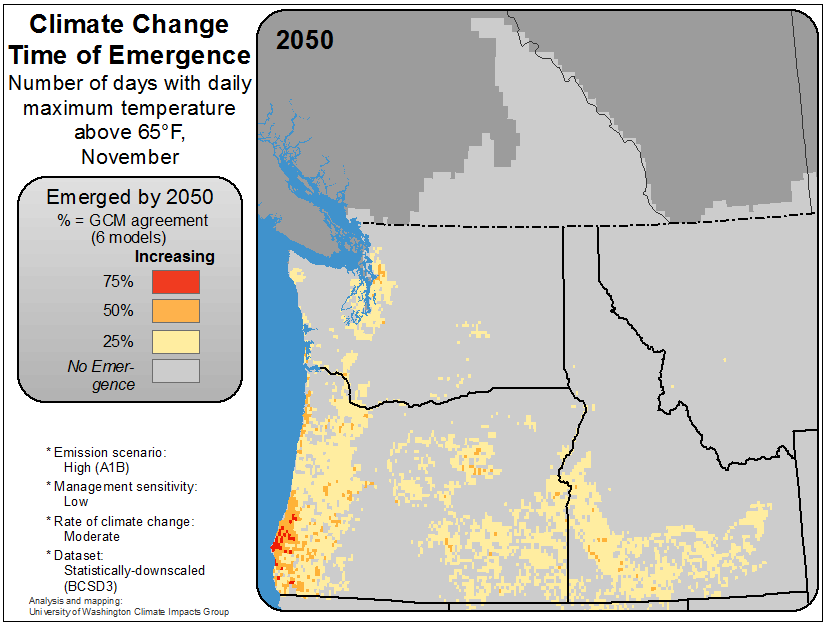 Climate Change
Time of Emergence
Number of days with daily
maximum temperature
above 65°F,
November
Emerged by 2050
% = GCM agreement
(6 models)
Increasing
75%
50%
25%
No Emer-
gence
* Emission scenario:
High (A1B)
* Management sensitivity:
Low
* Rate of climate change:
Moderate
* Dataset:
Statistically-downscaled
(BCSD3)
Analysis and mapping:
University of Washington Climate Impacts Group
2050